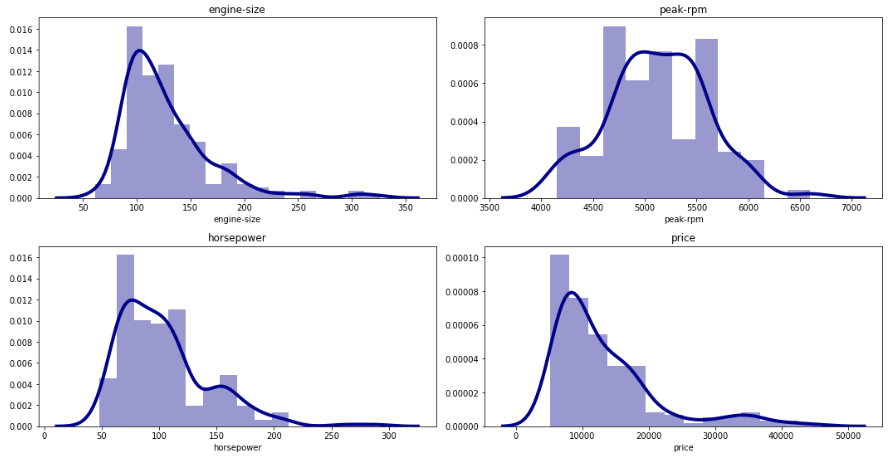 engine-size
0.016
0.014
0.012
0.010
0.008
0.006
0.004
0.002
0.000
50 100 150 200 250 300 350
engine-size
peak-rpm
0.0008
0.0006
0.0004
0.0002
0.0000
3500 4000 4500 5000 5500 6000 6500 7000
peak-rpm
horsepower
0.016
0.014
0.012
0.010
0.008
0.006
0.004
0.002
0.000
0 50 100 150 200 250 300
horsepower
price
0.00010
0.00008
0.00006
0.00004
0.00002
0.00000
0 10000 20000 30000 40000 50000
price